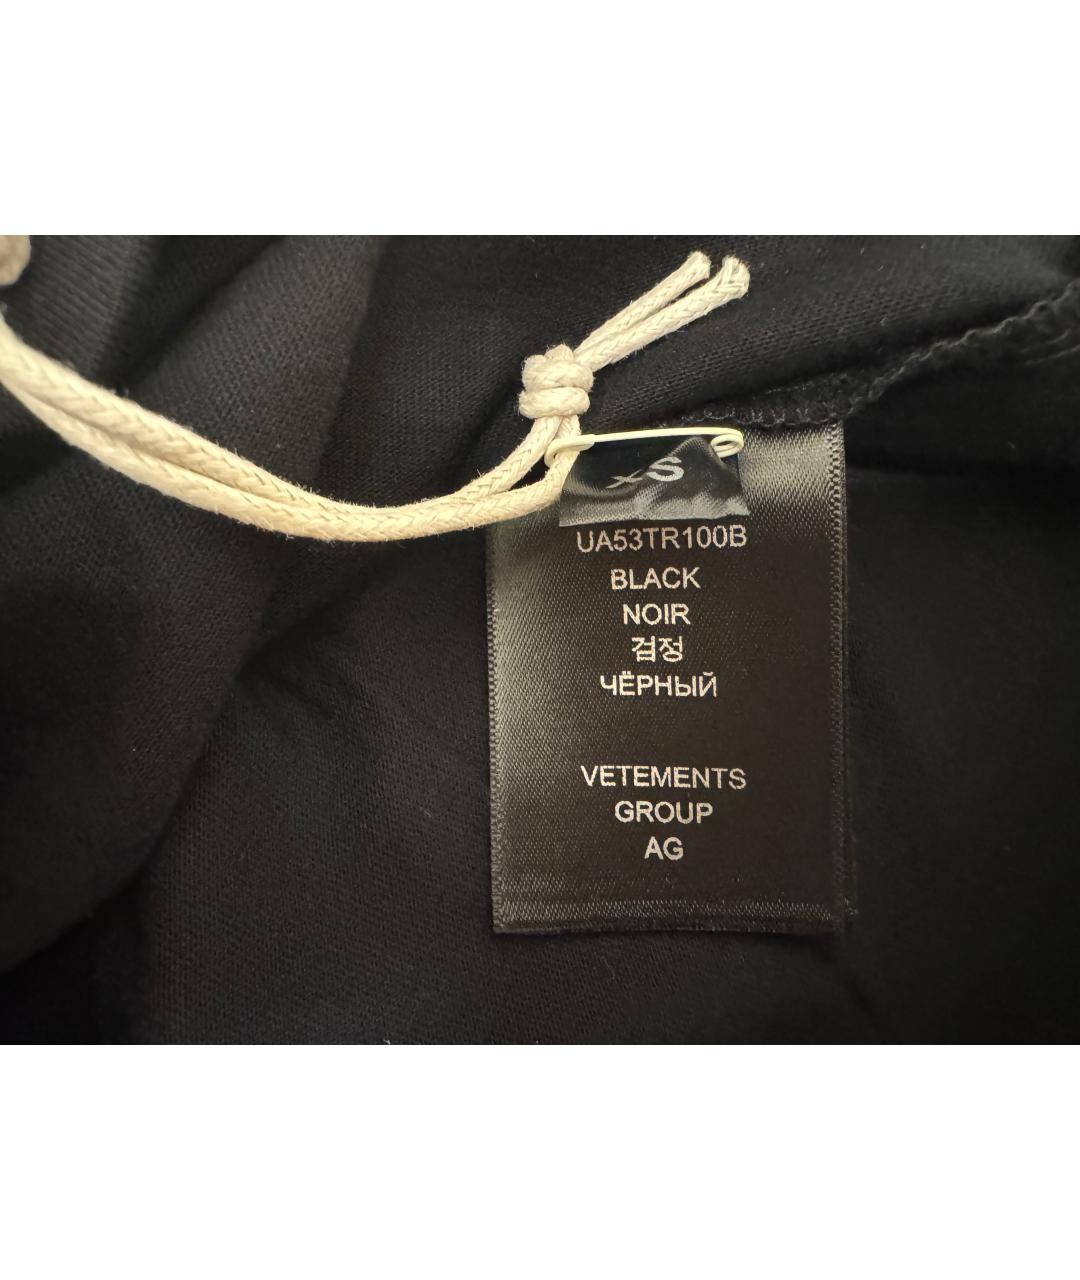 xS
UA53TR100B
BLACK
NOIR
검정
ЧЁРНЫЙ
VETEMENTS
GROUP
AG